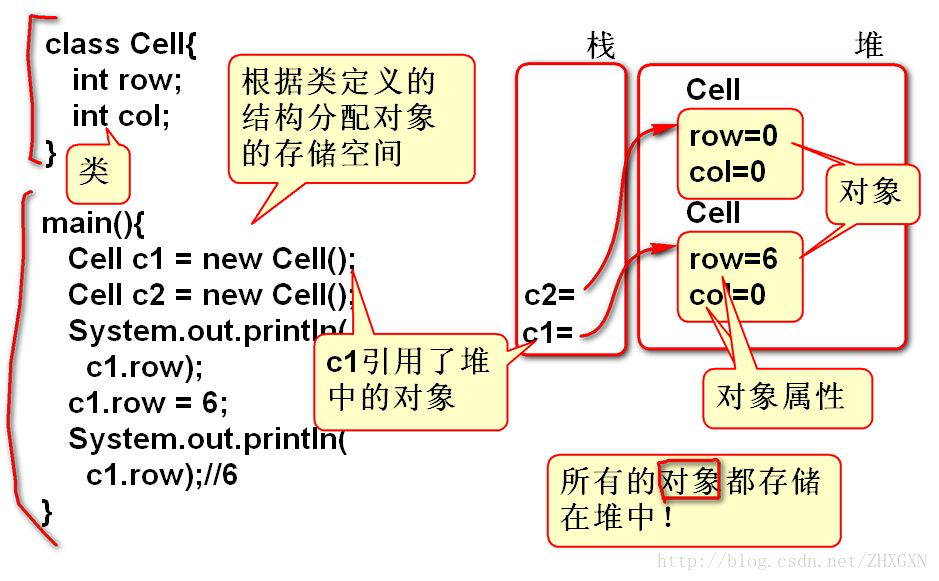 class Cell{
int row;
int col;
}
类
根据类定义的
结构分配对象
的存储空间
main(){
Cell c1 = new Cell();
Cell c2 = new Cell();
System.out.println(
c1.row);
c1.row = 6;
System.out.println(
c1.row);//6
}
c1引用了堆
中的对象
栈
堆
Cell
row=0
col=0
对象
Cell
row=6
col=0
c2=
c1=
对象属性
所有的对象都存储
在堆中！
http://blog.csdn.net/ZHXGXN